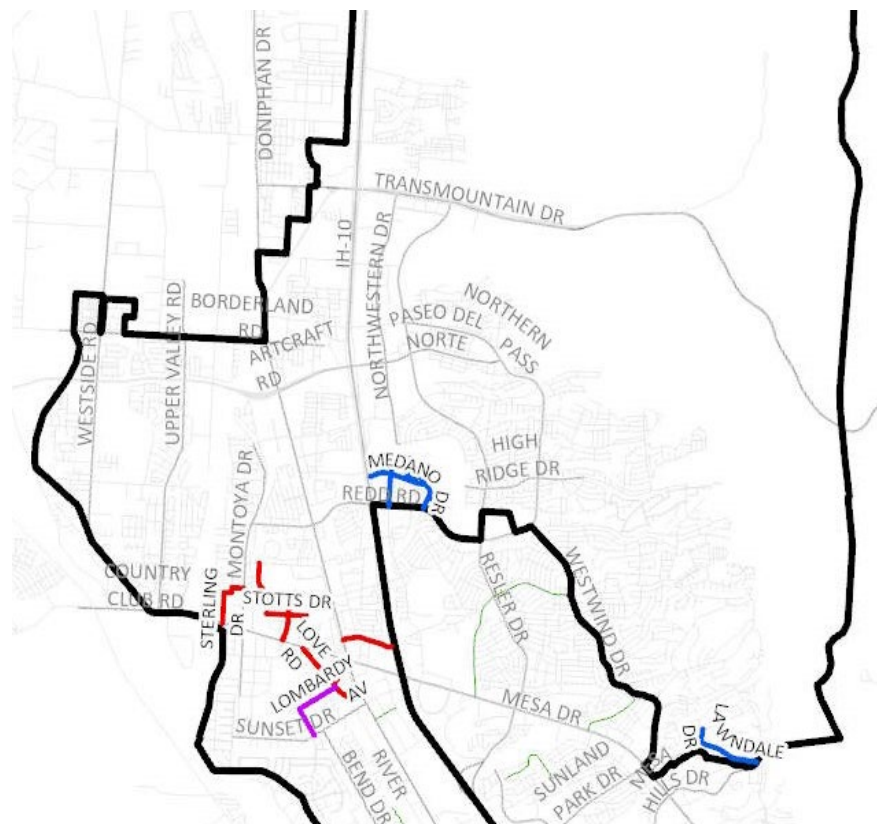 DONIPHAN DR
TRANSMOUNTAIN DR
IH-10
NORTHWESTERN DR
BORDERLAND
RD
UPPER VALLEY RD
WESTSIDE RD
ARTCRAFT
RD
PASEO DEL
NORTE
NORTHERN
PASS
HIGH
RIDGE DR
MEDANO
DR
REDD RD
MONTOYA DR
COUNTRY
CLUB RD
STERLING
DR
STOTTS DR
LOVE
RD
RESLER DR
WESTWIND DR
LOMBARDY
AV
SUNSET DR
MESA DR
RIVER
BEND DR
SUNLAND
PARK DR
MESA
HILLS DR
LAWNDALE
DR